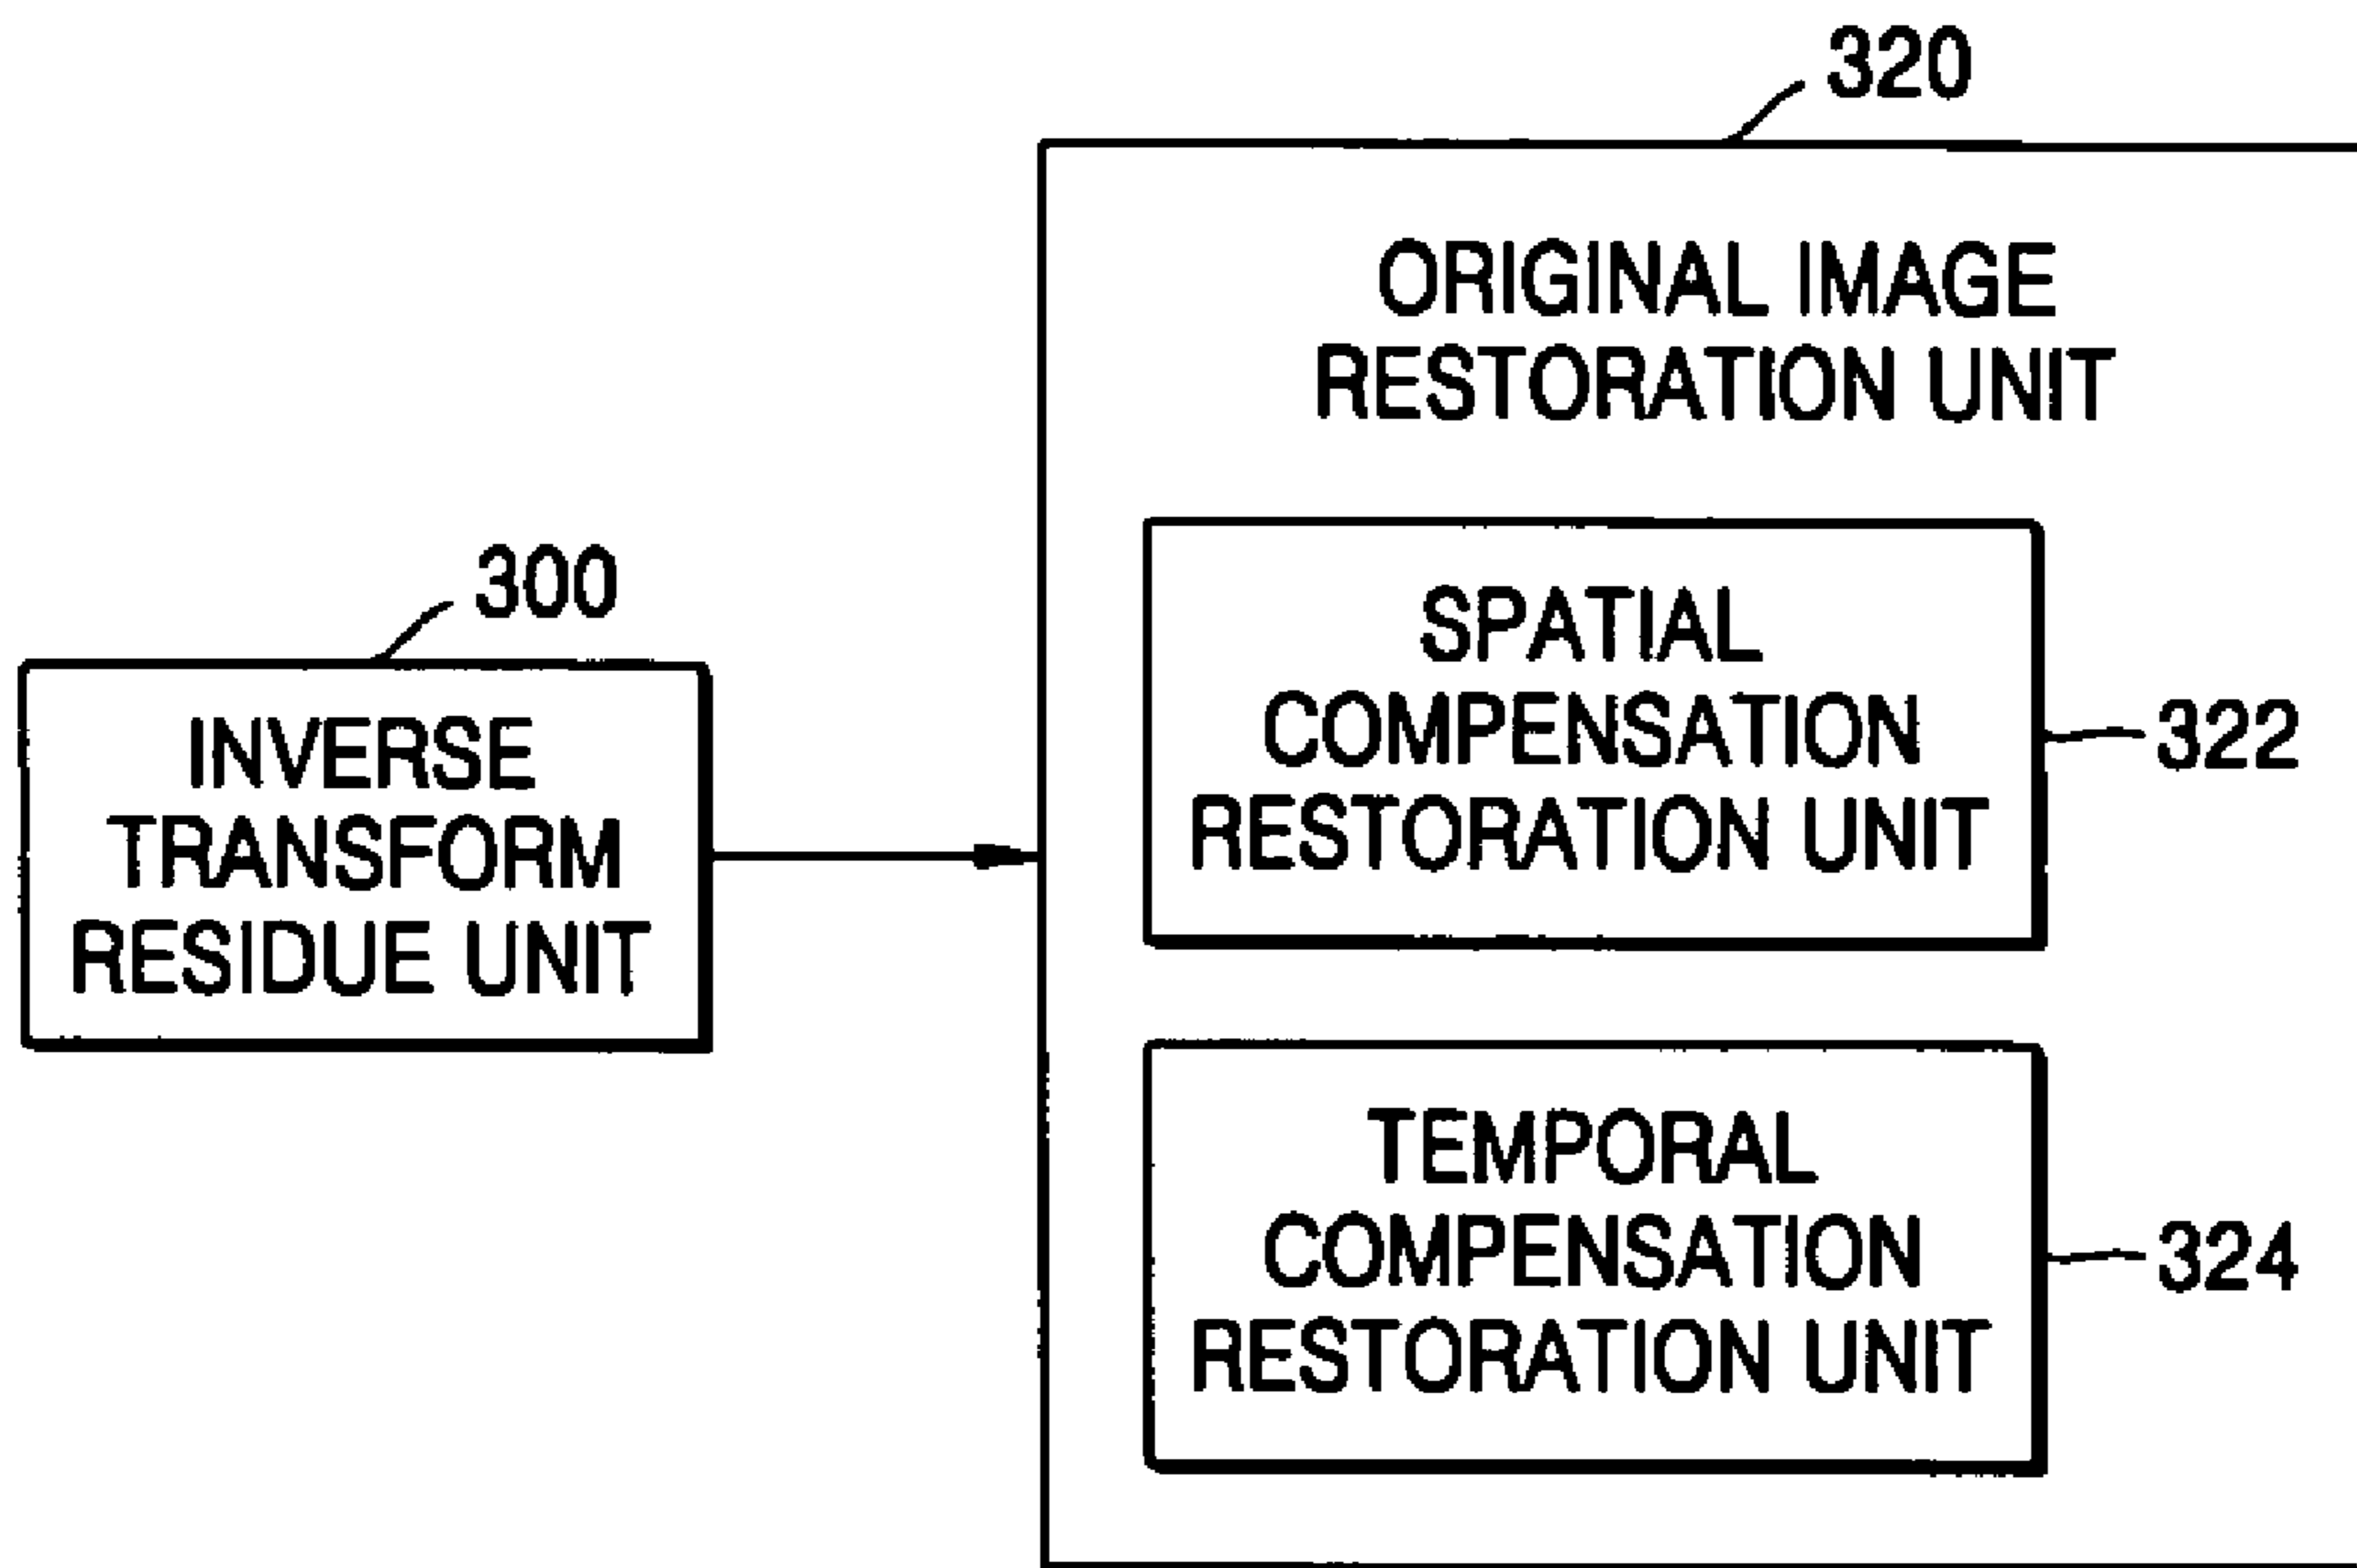 320
ORIGINAL IMAGE
RESTORATION UNIT
300
INVERSE
TRANSFORM
RESIDUE UNIT
SPATIAL
COMPENSATION
RESTORATION UNIT
322
TEMPORAL
COMPENSATION
RESTORATION UNIT
324